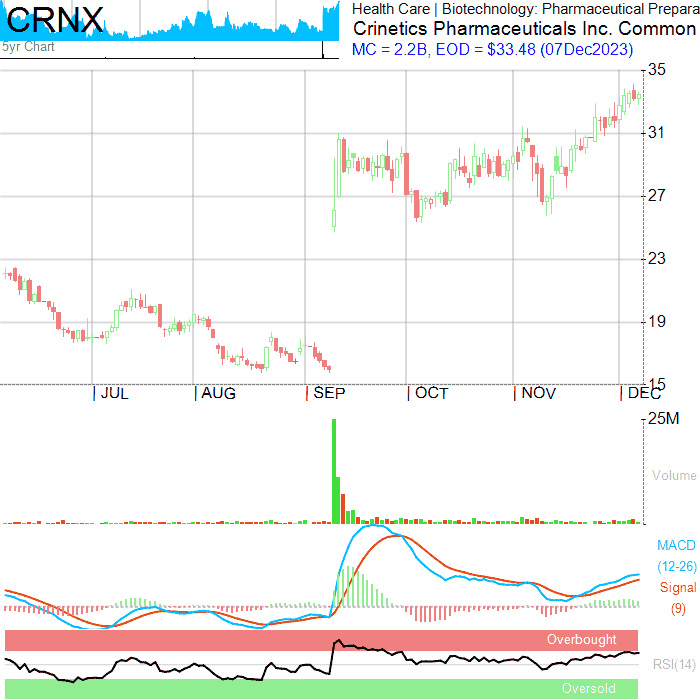 CRNX
5yr Chart
Health Care | Biotechnology: Pharmaceutical Prepara
Crinetics Pharmaceuticals Inc. Common
MC = 2.2B, EOD = $33.48 (07Dec2023)
35
31
27
23
19
15
JUL
AUG
SEP
OCT
NOV
DEC
25M
Volume
MACD
(12-26)
Signal
(9)
Overbought
RSI(14)
Oversold